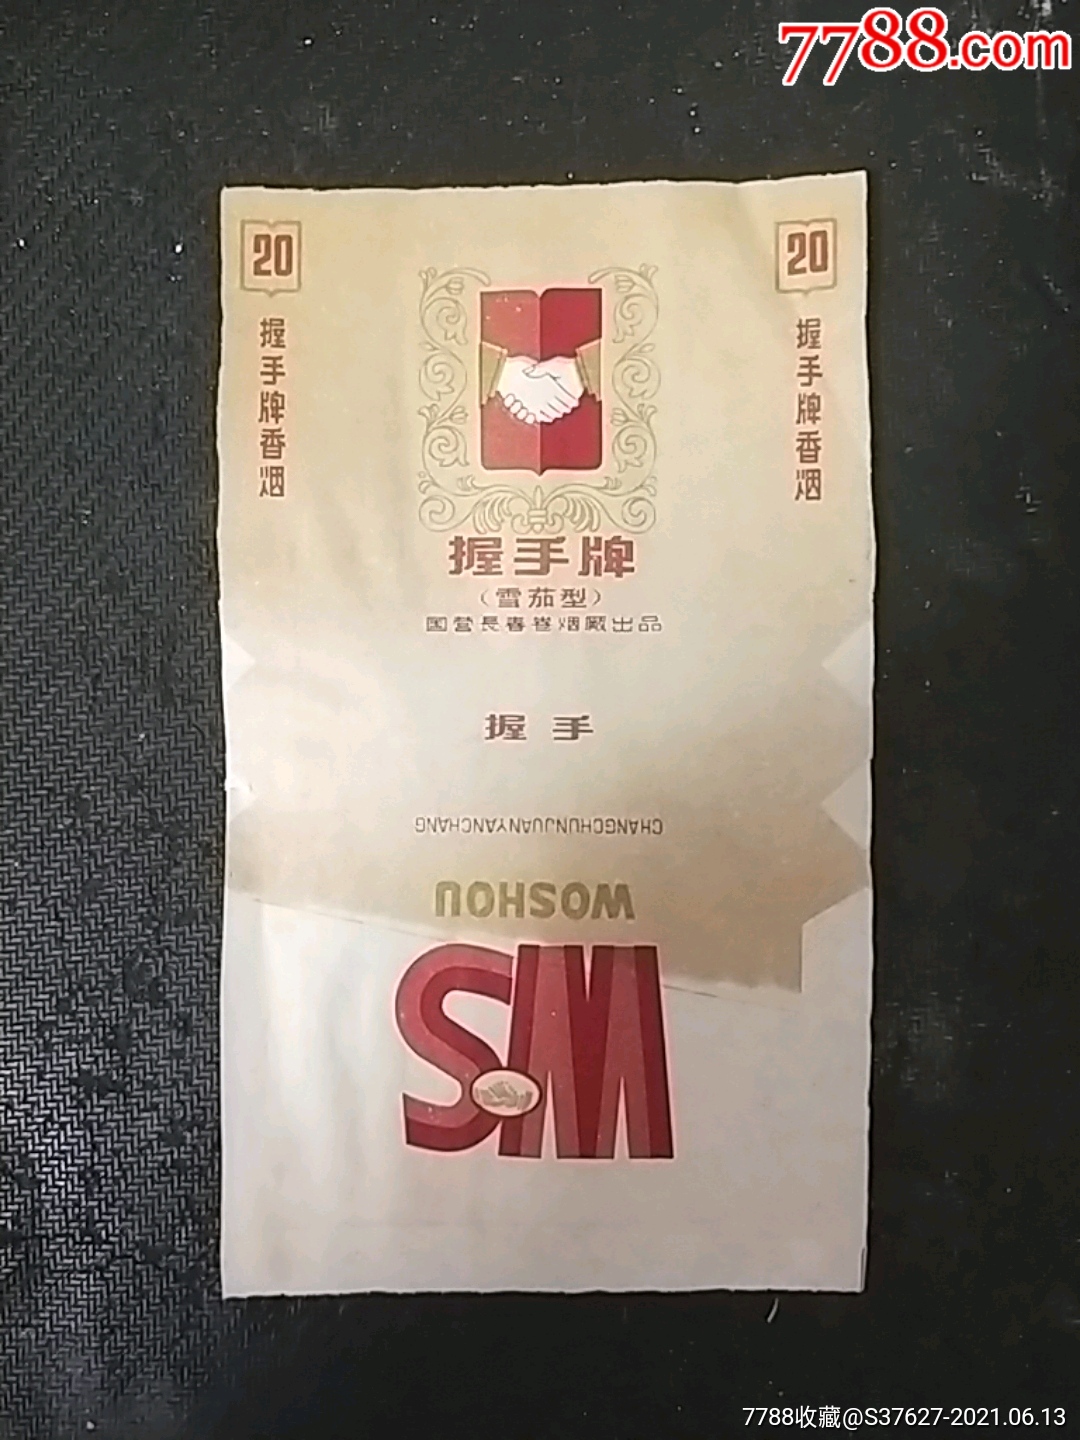 7788.com
20
握手牌香烟
20
握手牌香烟
握手牌
（雪茄型）
国营長春卷烟厰出品
握手
CHANGCHUNJUANYANCHANG
WOSHOU
WS
7788收藏@S37627-2021.06.13